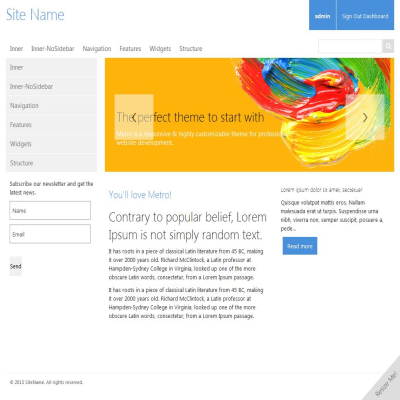 Site Name
admin
Sign Out Dashboard
Inner Inner-NoSidebar Navigation Features Widgets Structure
Inner
Inner-NoSidebar
Navigation
Features
Widgets
Structure
The perfect theme to start with
Metro is a responsive & highly customizable theme for professional
website development.
Subscribe our newsletter and get the
latest news.
Name
Email
Send
You'll love Metro!
Contrary to popular belief, Lorem
Ipsum is not simply random text.
It has roots in a piece of classical Latin literature from 45 BC, making
it over 2000 years old. Richard McClintock, a Latin professor at
Hampden-Sydney College in Virginia, looked up one of the more
obscure Latin words, consectetur, from a Lorem Ipsum passage.
It has roots in a piece of classical Latin literature from 45 BC, making
it over 2000 years old. Richard McClintock, a Latin professor at
Hampden-Sydney College in Virginia, looked up one of the more
obscure Latin words, consectetur, from a Lorem Ipsum passage.
Lorem ipsum dolor sit amet, sectetuer
Quisque volutpat mattis eros. Nullam
malesuada erat ut turpis. Suspendisse urna
nibh, viverra non, semper suscipit, posuere a,
pede...
Read more
© 2013 SiteName. All rights reserved.
Resize Me!